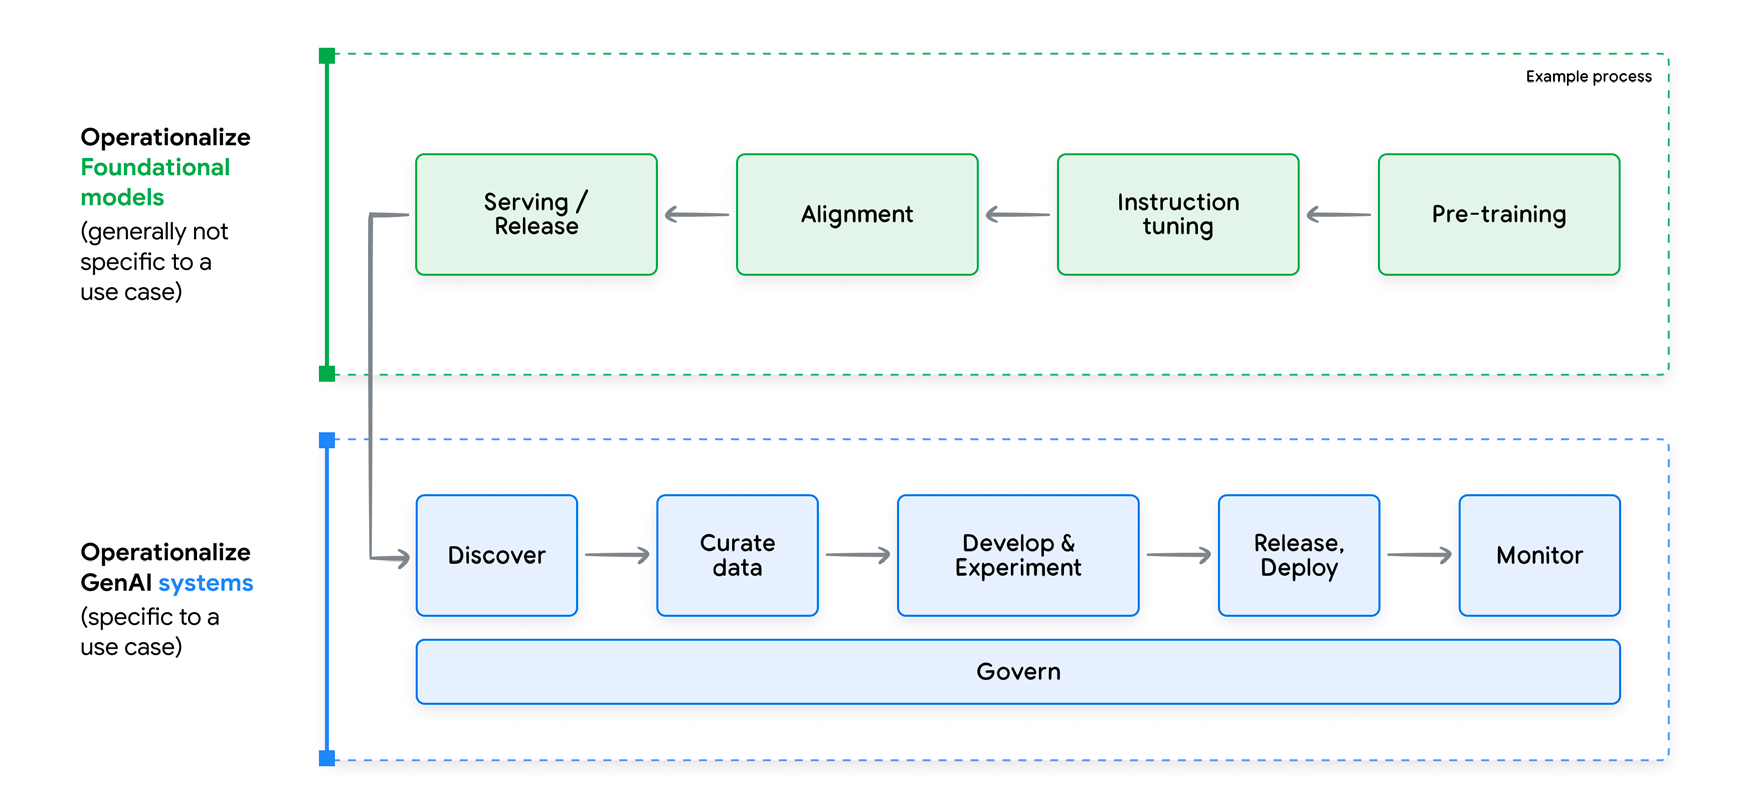 Example process
Operationalize
Foundational
models
(generally not
specific to a
use case)
Serving /
Release
Alignment
Instruction
tuning
Pre-training
Operationalize
GenAI systems
(specific to a
use case)
Discover
Curate
data
Develop &
Experiment
Release,
Deploy
Monitor
Govern